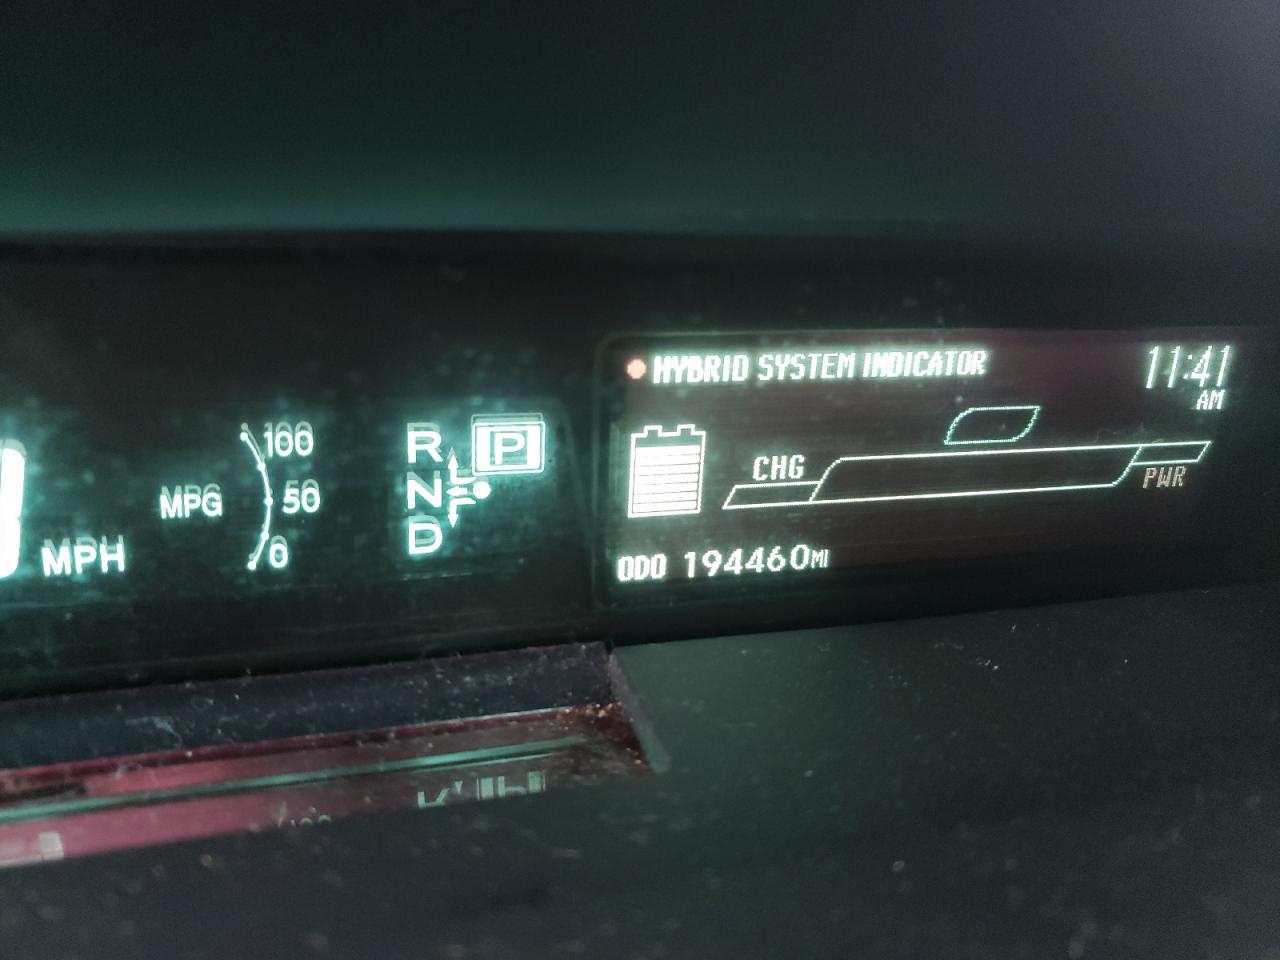 MPH
MPG
100
50
0
R
N
D
P
HYBRID SYSTEM INDICATOR
11:41
AM
CHG
PWR
ODO 194460MI